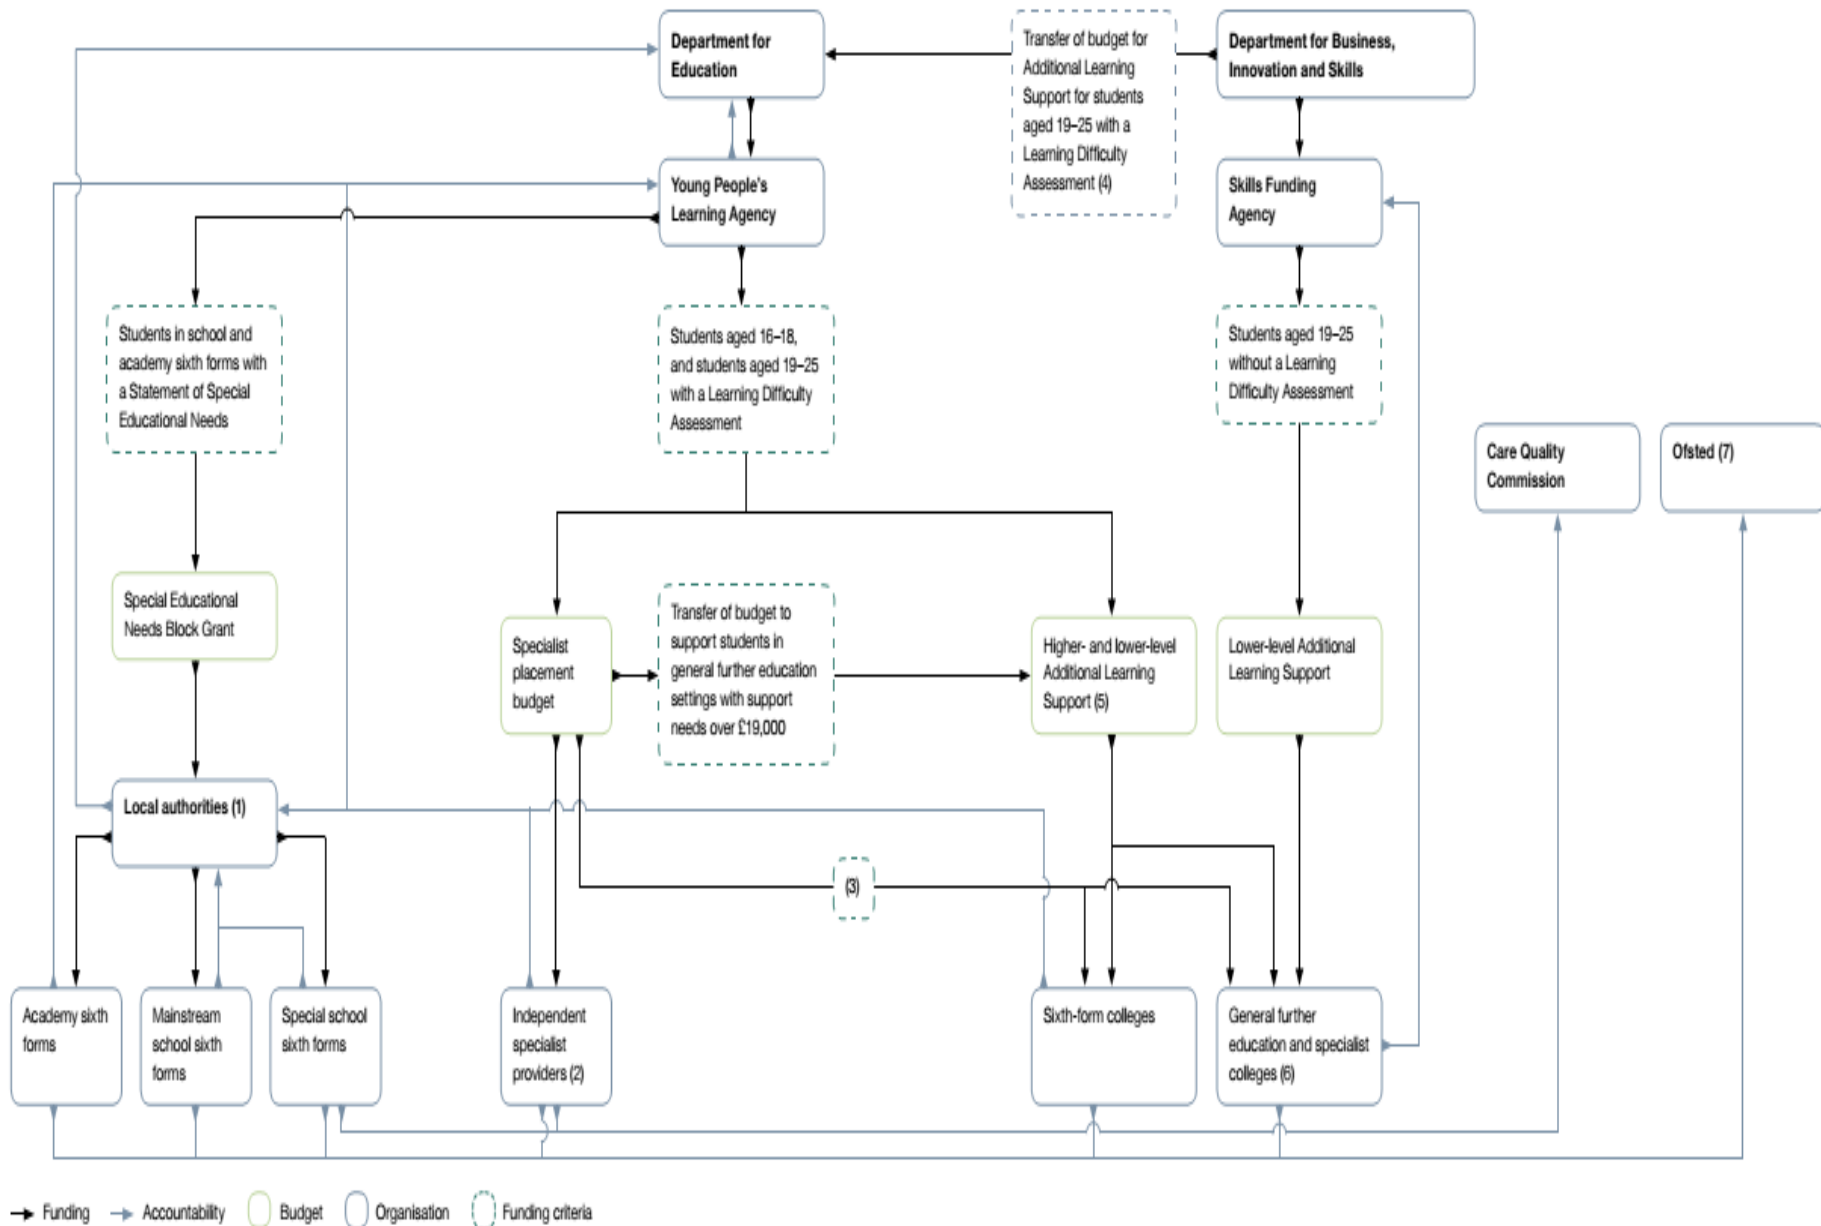 Department for
Education
Transfer of budget for
Additional Learning
Support for students
aged 19–25 with a
Learning Difficulty
Assessment (4)
Department for Business,
Innovation and Skills
Young People's
Learning Agency
Skills Funding
Agency
Students in school and
academy sixth forms with
a Statement of Special
Educational Needs
Students aged 16–18,
and students aged 19–25
with a Learning Difficulty
Assessment
Students aged 19–25
without a Learning
Difficulty Assessment
Care Quality
Commission
Ofsted (7)
Special Educational
Needs Block Grant
Specialist
placement
budget
Transfer of budget to
support students in
general further education
settings with support
needs over £19,000
Higher- and lower-level
Additional Learning
Support (5)
Lower-level Additional
Learning Support
Local authorities (1)
(3)
Academy sixth
forms
Mainstream
school sixth
forms
Special school
sixth forms
Independent
specialist
providers (2)
Sixth-form colleges
General further
education and specialist
colleges (6)
Funding
Accountability
Budget
Organisation
Funding criteria